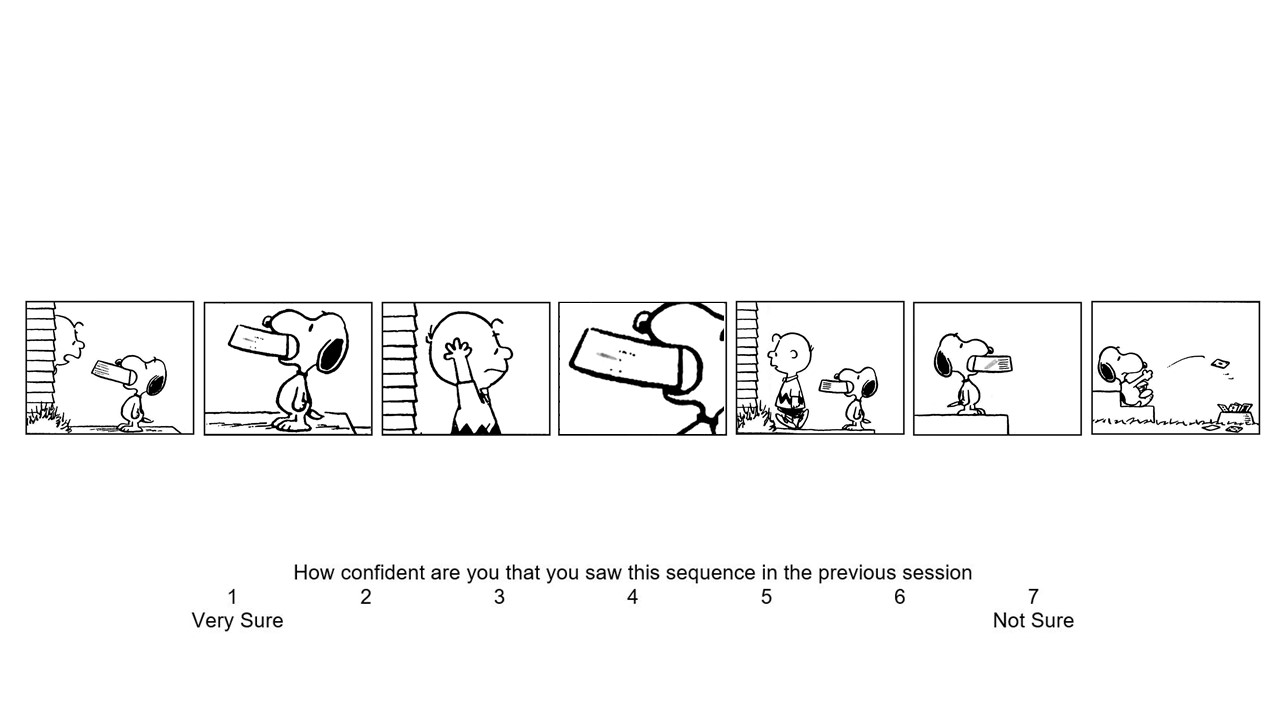 How confident are you that you saw this sequence in the previous session
1 2 3 4 5 6 7
Very Sure Not Sure